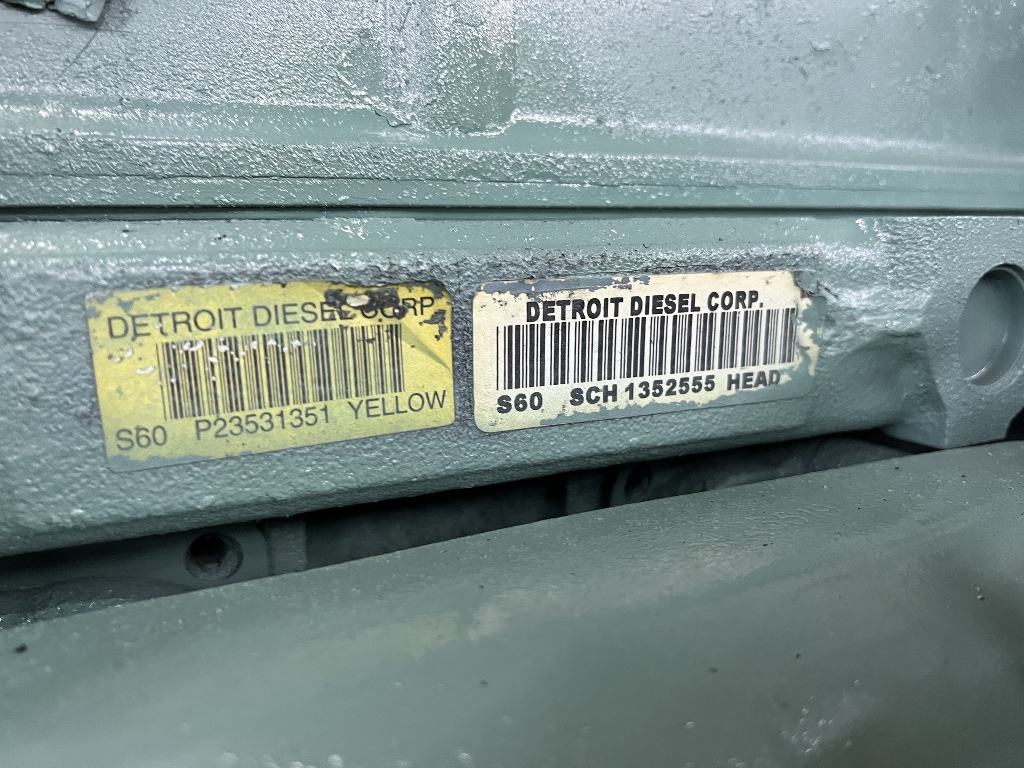 DETROIT DIESEL CORP
S60 P23531351 YELLOW
DETROIT DIESEL CORP.
S60 SCH 1352555 HEAD